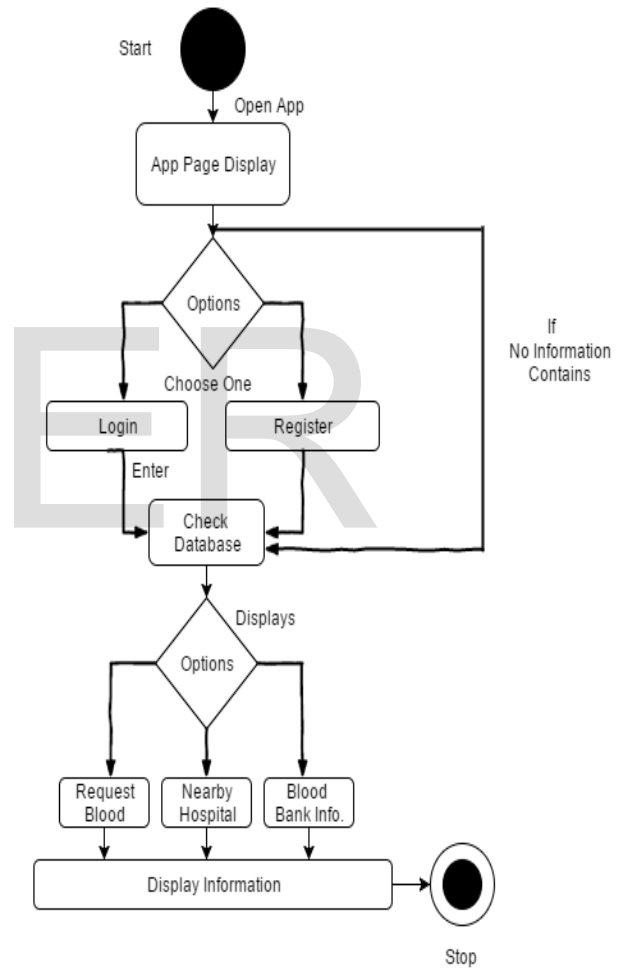 Start
Open App
App Page Display
Options
If
No Information
Contains
Choose One
Login
Register
Enter
Check
Database
Displays
Options
Request
Blood
Nearby
Hospital
Blood
Bank Info.
Display Information
Stop
ER